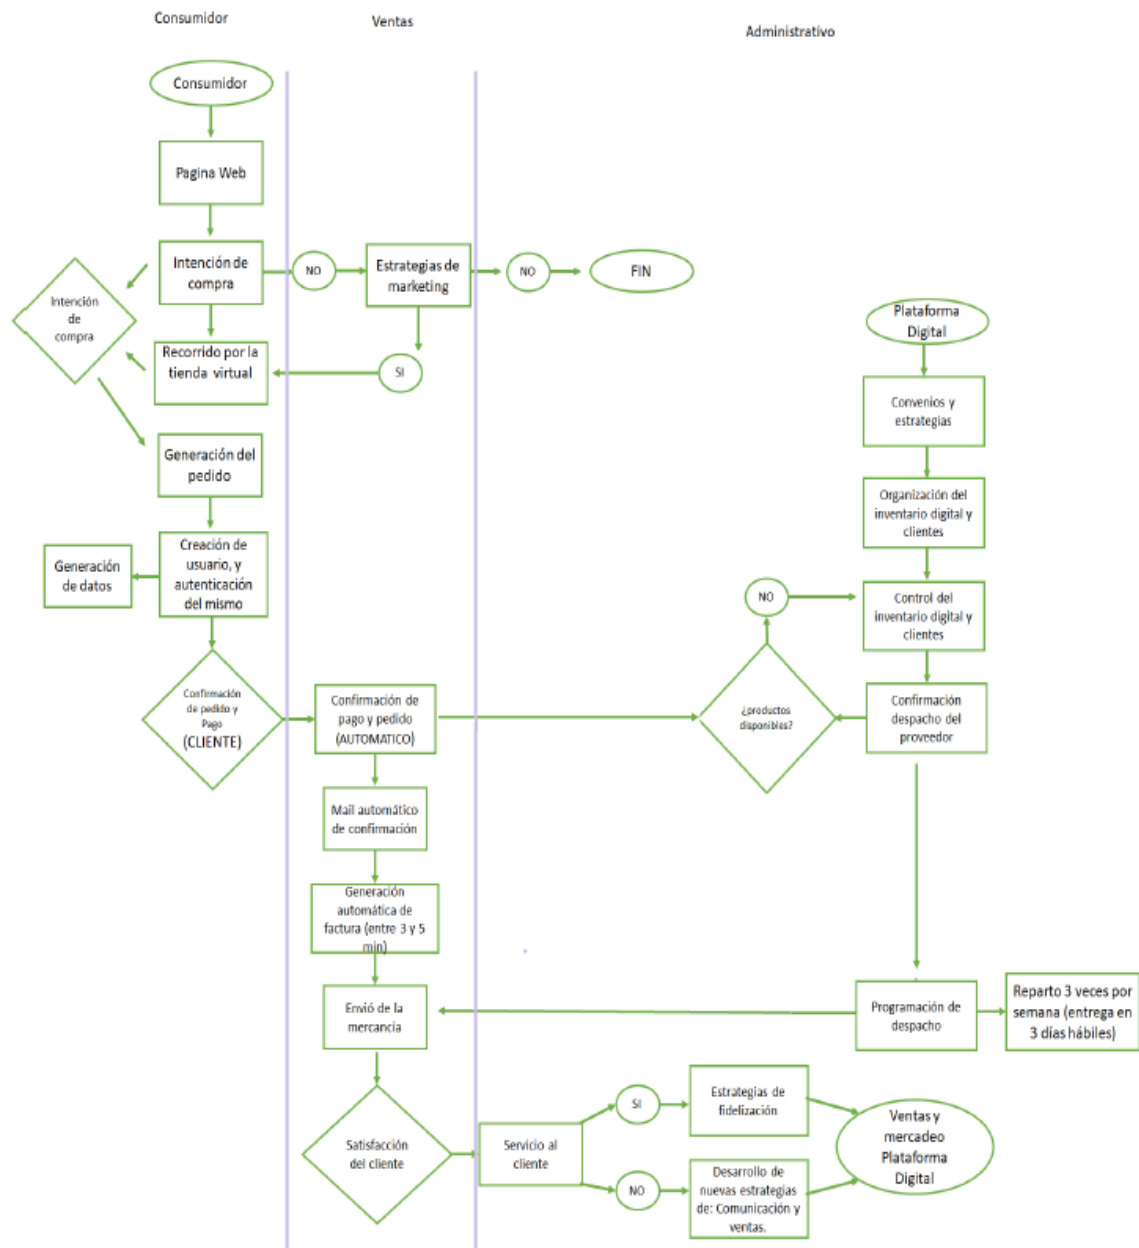 Consumidor
Ventas
Administrativo
Consumidor
Pagina Web
Intención de
compra
NO
Estrategias de
marketing
NO
FIN
Intención
de
compra
Recorrido por la
tienda virtual
SI
Plataforma
Digital
Convenios y
estrategias
Generación del
pedido
Organización del
inventario digital y
clientes
Generación
de datos
Creación de
usuario, y
autenticación
del mismo
NO
Control del
inventario digital y
clientes
Confirmación
de pedido y
Pago
(CLIENTE)
Confirmación de
pago y pedido
(AUTOMATICO)
¿productos
disponibles?
Confirmación
despacho del
proveedor
Mail automático
de confirmación
Generación
automática de
factura (entre 3 y 5
min)
Envió de la
mercancía
Programación de
despacho
Reparto 3 veces por
semana (entrega en
3 días hábiles)
Satisfacción
del cliente
Servicio al
cliente
SI
Estrategias de
fidelización
NO
Desarrollo de
nuevas estrategias
de: Comunicación y
ventas.
Ventas y
mercadeo
Plataforma
Digital